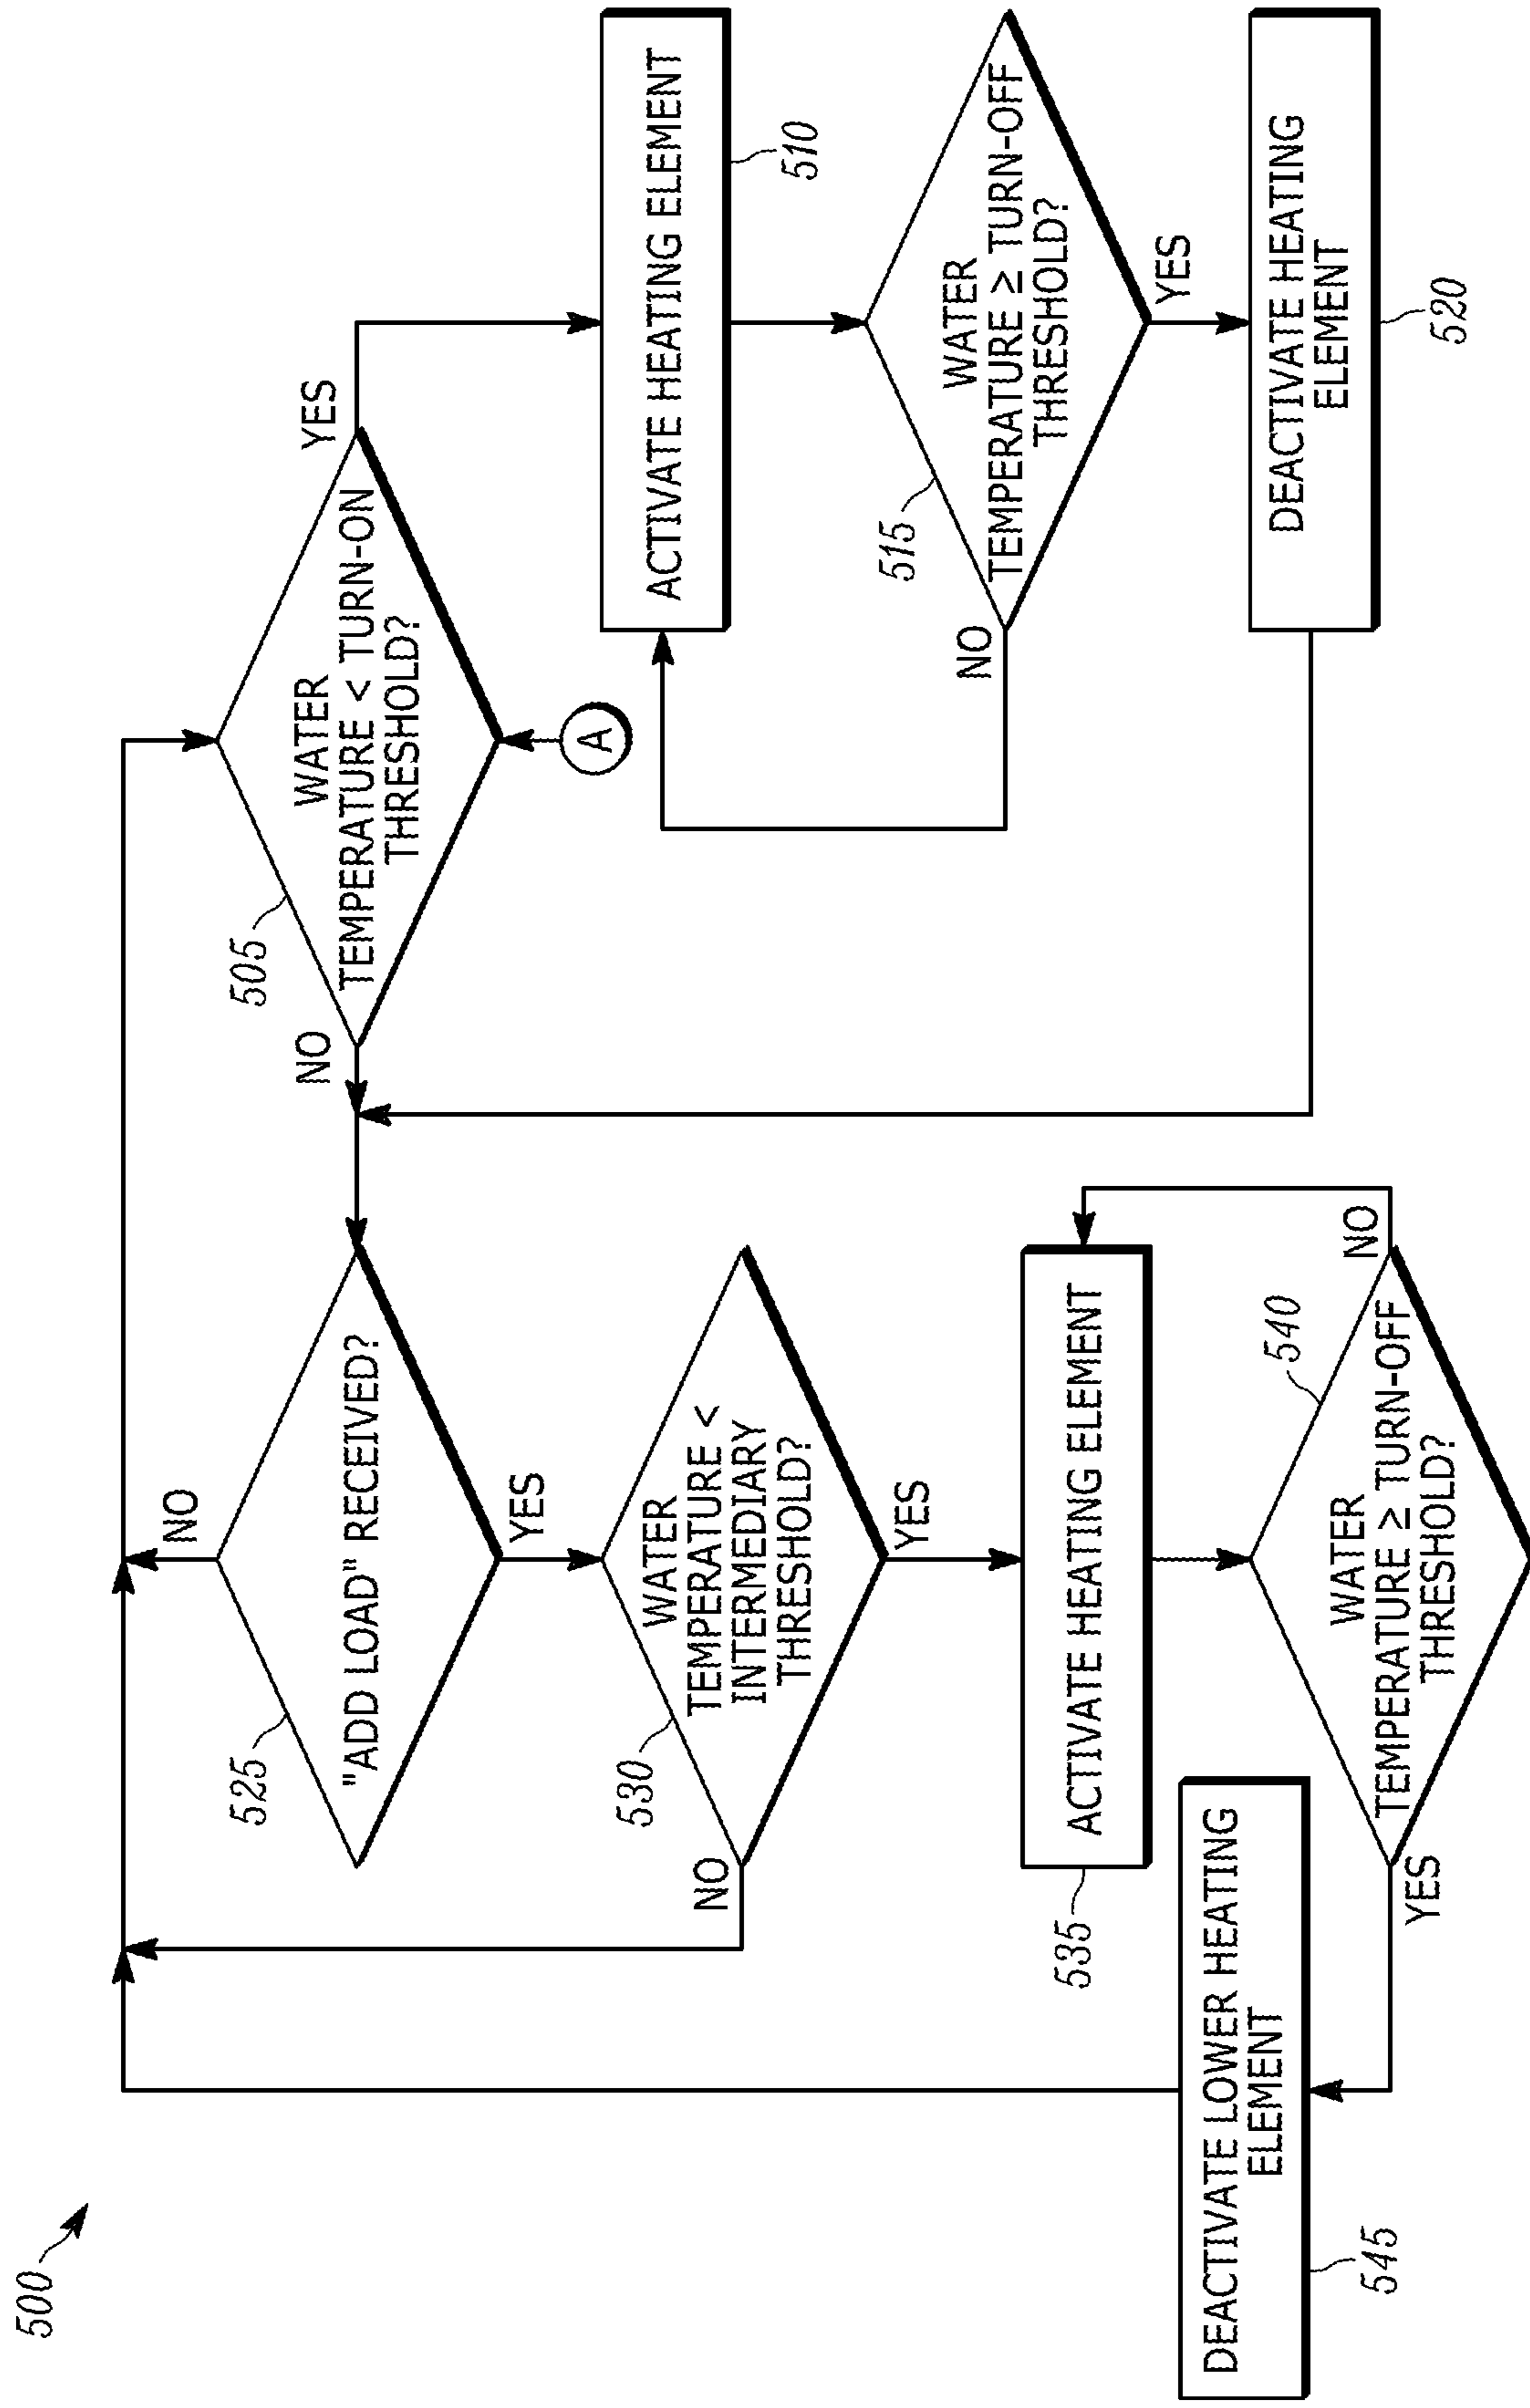 500
505
WATER
TEMPERATURE < TURN-ON
THRESHOLD?
YES
NO
A
ACTIVATE HEATING ELEMENT
510
515
WATER
TEMPERATURE ≥ TURN-OFF
THRESHOLD?
NO
YES
DEACTIVATE HEATING
ELEMENT
520
525
"ADD LOAD" RECEIVED?
NO
YES
530
WATER
TEMPERATURE <
INTERMEDIARY
THRESHOLD?
NO
YES
ACTIVATE HEATING ELEMENT
535
540
WATER
TEMPERATURE ≥ TURN-OFF
THRESHOLD?
NO
YES
DEACTIVATE LOWER HEATING
ELEMENT
545